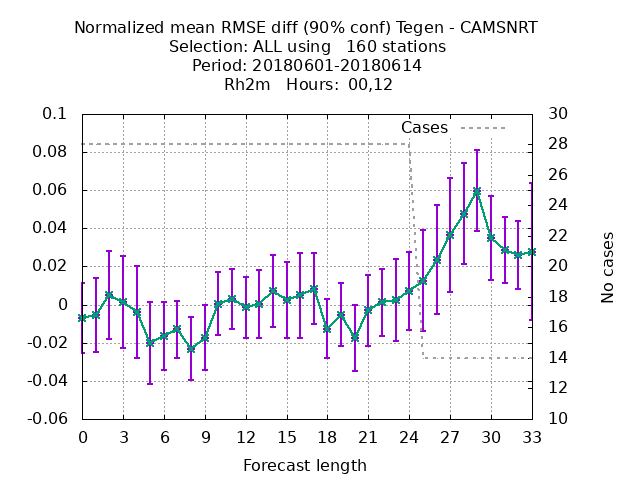 Normalized mean RMSE diff (90% conf) Tegen - CAMSNRT
Selection: ALL using   160 stations
Period: 20180601-20180614
Rh2m   Hours:  00,12
Cases
0.1
0.08
0.06
0.04
0.02
0
-0.02
-0.04
-0.06
30
28
26
24
22
20
18
16
14
12
10
No cases
0 3 6 9 12 15 18 21 24 27 30 33
Forecast length